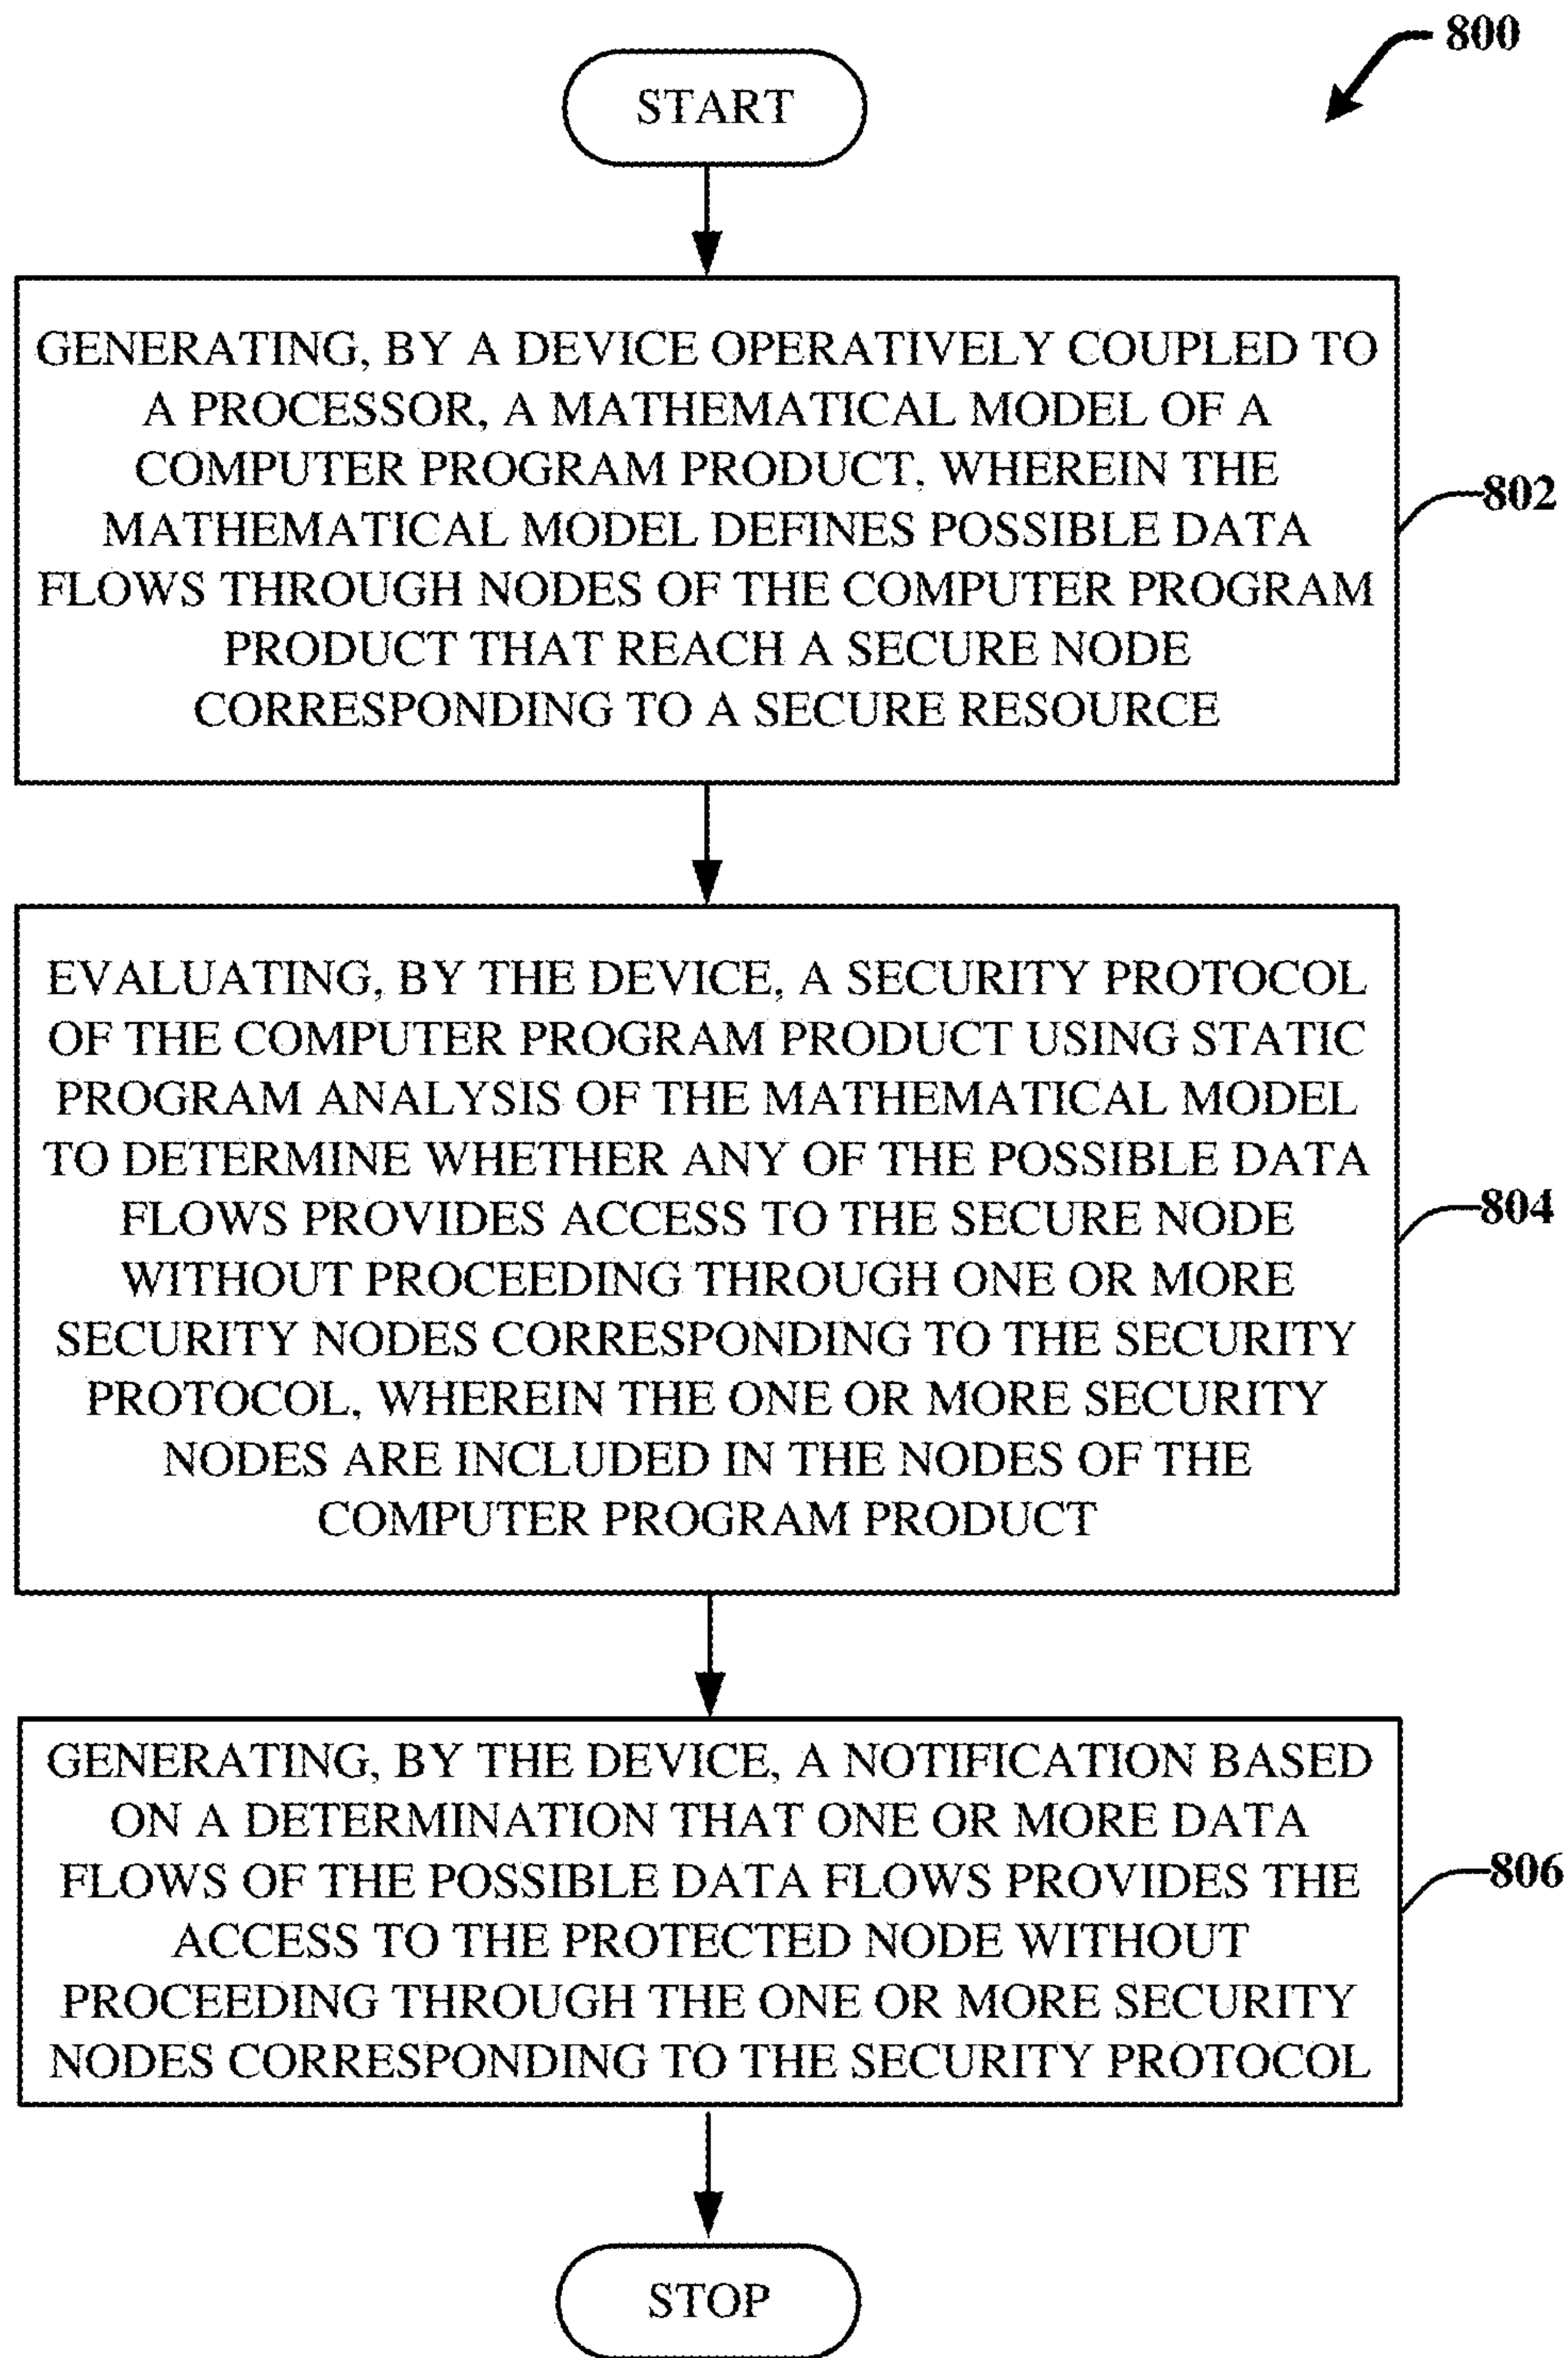 800
START
GENERATING, BY A DEVICE OPERATIVELY COUPLED TO
A PROCESSOR, A MATHEMATICAL MODEL OF A
COMPUTER PROGRAM PRODUCT, WHEREIN THE
MATHEMATICAL MODEL DEFINES POSSIBLE DATA
FLOWS THROUGH NODES OF THE COMPUTER PROGRAM
PRODUCT THAT REACH A SECURE NODE
CORRESPONDING TO A SECURE RESOURCE
802
EVALUATING, BY THE DEVICE, A SECURITY PROTOCOL
OF THE COMPUTER PROGRAM PRODUCT USING STATIC
PROGRAM ANALYSIS OF THE MATHEMATICAL MODEL
TO DETERMINE WHETHER ANY OF THE POSSIBLE DATA
FLOWS PROVIDES ACCESS TO THE SECURE NODE
WITHOUT PROCEEDING THROUGH ONE OR MORE
SECURITY NODES CORRESPONDING TO THE SECURITY
PROTOCOL, WHEREIN THE ONE OR MORE SECURITY
NODES ARE INCLUDED IN THE NODES OF THE
COMPUTER PROGRAM PRODUCT
804
GENERATING, BY THE DEVICE, A NOTIFICATION BASED
ON A DETERMINATION THAT ONE OR MORE DATA
FLOWS OF THE POSSIBLE DATA FLOWS PROVIDES THE
ACCESS TO THE PROTECTED NODE WITHOUT
PROCEEDING THROUGH THE ONE OR MORE SECURITY
NODES CORRESPONDING TO THE SECURITY PROTOCOL
806
STOP